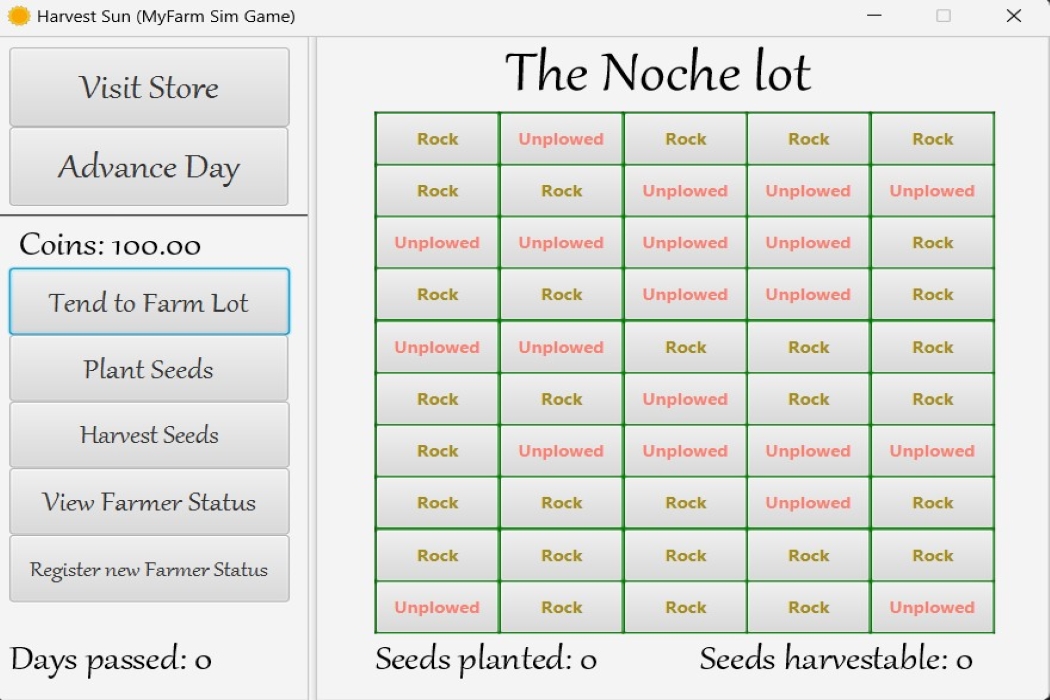 Harvest Sun (MyFarm Sim Game)
Visit Store
Advance Day
Coins: 100.00
Tend to Farm Lot
Plant Seeds
Harvest Seeds
View Farmer Status
Register new Farmer Status
Days passed: 0
The Noche lot
Rock Unplowed Rock Rock Rock
Rock Rock Unplowed Unplowed Unplowed
Unplowed Unplowed Unplowed Unplowed Rock
Rock Rock Unplowed Unplowed Rock
Unplowed Unplowed Rock Rock Rock
Rock Rock Unplowed Rock Rock
Rock Unplowed Unplowed Unplowed Unplowed
Rock Rock Rock Unplowed Rock
Rock Rock Rock Rock Rock
Unplowed Rock Rock Rock Unplowed
Seeds planted: 0 Seeds harvestable: 0